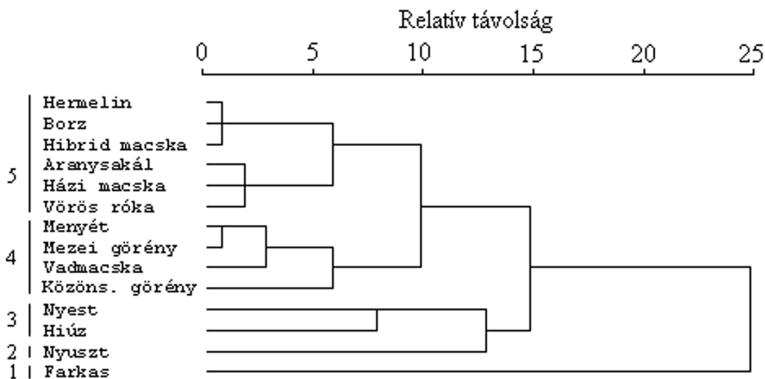 Relatív távolság
0 5 10 15 20 25
Hermelin
Borz
Hibrid macska
Aranysakál
5
Házi macska
Vörös róka
Menyét
Mezei görény
4
Vadmacska
Közöns. görény
Nyest
3
Hiúz
2 Nyuszt
1 Farkas